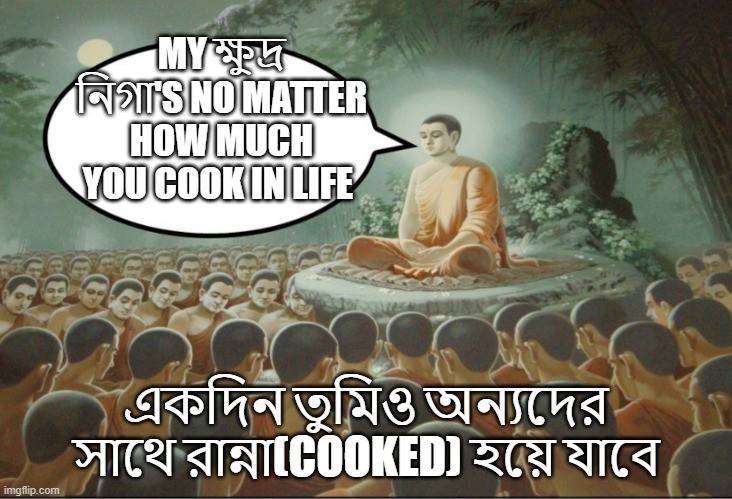 MY ক্ষুদ্র
নিগা'S NO MATTER
HOW MUCH
YOU COOK IN LIFE
একদিন তুমিও অন্যদের
সাথে রান্না(COOKED) হয়ে যাবে
imgflip.com